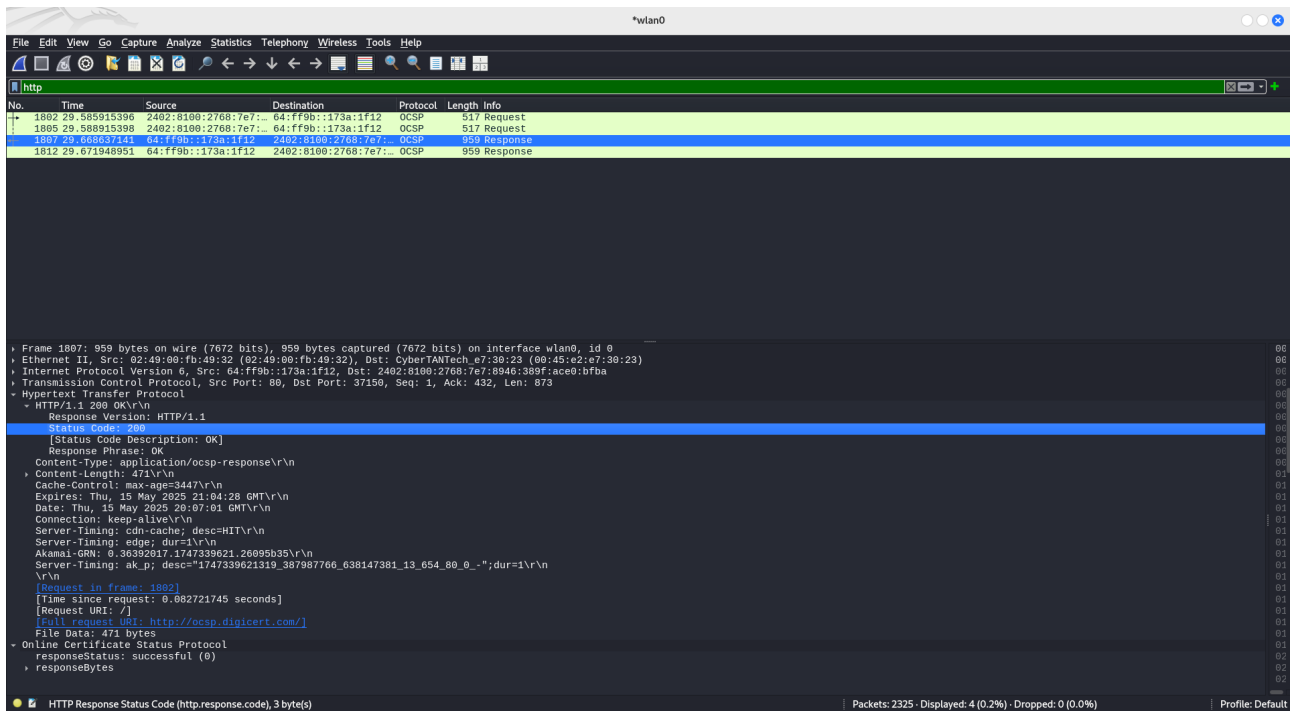 *wlan0
File Edit View Go Capture Analyze Statistics Telephony Wireless Tools Help
http
No. Time Source Destination Protocol Length Info
1802 29.585915396 2402:8100:2768:7e7:… 64:ff9b::173a:1f12 OCSP 517 Request
1805 29.588915398 2402:8100:2768:7e7:… 64:ff9b::173a:1f12 OCSP 517 Request
1807 29.668637141 64:ff9b::173a:1f12 2402:8100:2768:7e7:… OCSP 959 Response
1812 29.671948951 64:ff9b::173a:1f12 2402:8100:2768:7e7:… OCSP 959 Response
Frame 1807: 959 bytes on wire (7672 bits), 959 bytes captured (7672 bits) on interface wlan0, id 0
Ethernet II, Src: 02:49:00:fb:49:32 (02:49:00:fb:49:32), Dst: CyberTANTech_e7:30:23 (00:45:e2:e7:30:23)
Internet Protocol Version 6, Src: 64:ff9b::173a:1f12, Dst: 2402:8100:2768:7e7:8946:389f:ace0:bfba
Transmission Control Protocol, Src Port: 80, Dst Port: 37150, Seq: 1, Ack: 432, Len: 873
Hypertext Transfer Protocol
HTTP/1.1 200 OK\r\n
Response Version: HTTP/1.1
Status Code: 200
[Status Code Description: OK]
Response Phrase: OK
Content-Type: application/ocsp-response\r\n
Content-Length: 471\r\n
Cache-Control: max-age=3447\r\n
Expires: Thu, 15 May 2025 21:04:28 GMT\r\n
Date: Thu, 15 May 2025 20:07:01 GMT\r\n
Connection: keep-alive\r\n
Server-Timing: cdn-cache; desc=HIT\r\n
Server-Timing: edge; dur=1\r\n
Akamai-GRN: 0.36392017.1747339621.26095b35\r\n
Server-Timing: ak_p; desc="1747339621319_387987766_638147381_13_654_80_0_-";dur=1\r\n
\r\n
[Request in frame: 1802]
[Time since request: 0.082721745 seconds]
[Request URI: /]
[Full request URI: http://ocsp.digicert.com/]
File Data: 471 bytes
Online Certificate Status Protocol
responseStatus: successful (0)
responseBytes
HTTP Response Status Code (http.response.code), 3 byte(s) Packets: 2325 · Displayed: 4 (0.2%) · Dropped: 0 (0.0%) Profile: Default